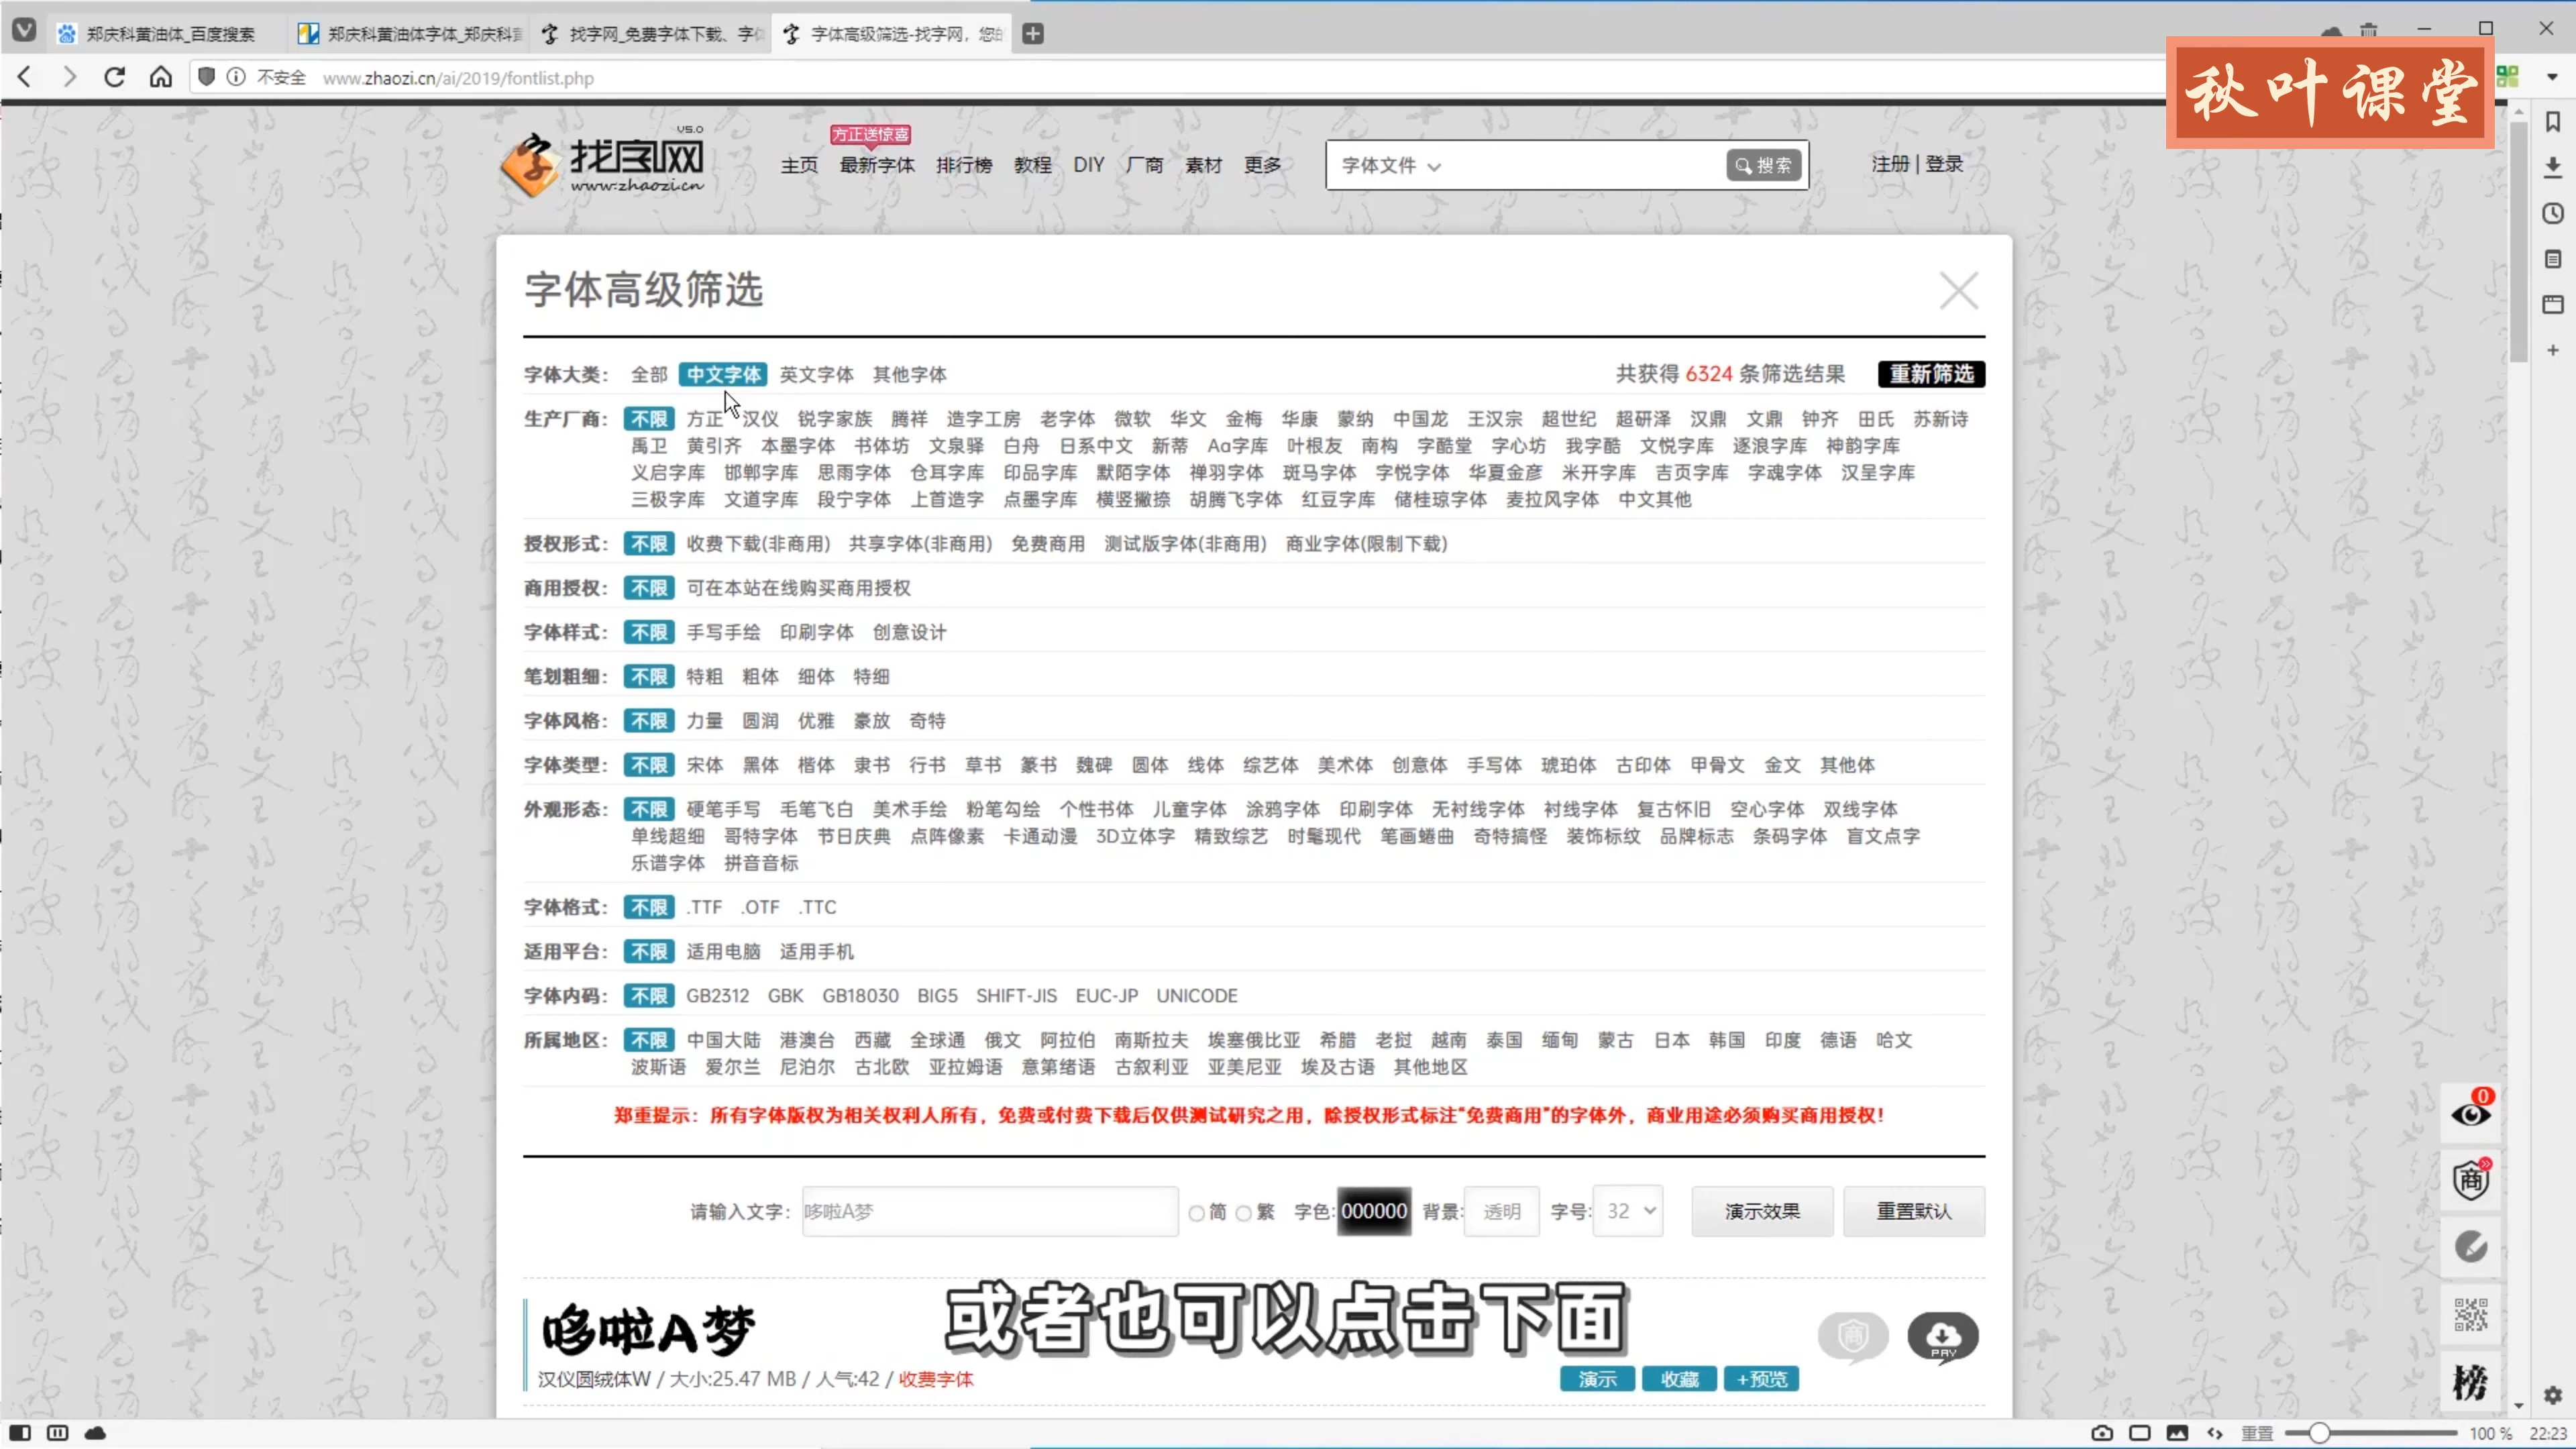 郑庆科黄油体_百度搜索
郑庆科黄油体字体_郑庆科黄
找字网_免费字体下载、字体
字体高级筛选-找字网，您的
不安全 www.zhaozi.cn/ai/2019/fontlist.php
秋叶课堂
找字网 V5.0
www.zhaozi.cn
方正送惊喜
主页 最新字体 排行榜 教程 DIY 厂商 素材 更多
字体文件 搜索
注册 | 登录
字体高级筛选
字体大类： 全部 中文字体 英文字体 其他字体 共获得 6324 条筛选结果 重新筛选
生产厂商： 不限 方正 汉仪 锐字家族 腾祥 造字工房 老字体 微软 华文 金梅 华康 蒙纳 中国龙 王汉宗 超世纪 超研泽 汉鼎 文鼎 钟齐 田氏 苏新诗
禹卫 黄引齐 本墨字体 书体坊 文泉驿 白舟 日系中文 新蒂 Aa字库 叶根友 南构 字酷堂 字心坊 我字酷 文悦字库 逐浪字库 神韵字库
义启字库 邯郸字库 思雨字体 仓耳字库 印品字库 默陌字体 禅羽字体 斑马字体 字悦字体 华夏金彦 米开字库 吉页字库 字魂字体 汉呈字库
三极字库 文道字库 段宁字体 上首造字 点墨字库 横竖撇捺 胡腾飞字体 红豆字库 储桂琼字体 麦拉风字体 中文其他
授权形式： 不限 收费下载(非商用) 共享字体(非商用) 免费商用 测试版字体(非商用) 商业字体(限制下载)
商用授权： 不限 可在本站在线购买商用授权
字体样式： 不限 手写手绘 印刷字体 创意设计
笔划粗细： 不限 特粗 粗体 细体 特细
字体风格： 不限 力量 圆润 优雅 豪放 奇特
字体类型： 不限 宋体 黑体 楷体 隶书 行书 草书 篆书 魏碑 圆体 线体 综艺体 美术体 创意体 手写体 琥珀体 古印体 甲骨文 金文 其他体
外观形态： 不限 硬笔手写 毛笔飞白 美术手绘 粉笔勾绘 个性书体 儿童字体 涂鸦字体 印刷字体 无衬线字体 衬线字体 复古怀旧 空心字体 双线字体
单线超细 哥特字体 节日庆典 点阵像素 卡通动漫 3D立体字 精致综艺 时髦现代 笔画蜷曲 奇特搞怪 装饰标纹 品牌标志 条码字体 盲文点字
乐谱字体 拼音音标
字体格式： 不限 .TTF .OTF .TTC
适用平台： 不限 适用电脑 适用手机
字体内码： 不限 GB2312 GBK GB18030 BIG5 SHIFT-JIS EUC-JP UNICODE
所属地区： 不限 中国大陆 港澳台 西藏 全球通 俄文 阿拉伯 南斯拉夫 埃塞俄比亚 希腊 老挝 越南 泰国 缅甸 蒙古 日本 韩国 印度 德语 哈文
波斯语 爱尔兰 尼泊尔 古北欧 亚拉姆语 意第绪语 古叙利亚 亚美尼亚 埃及古语 其他地区
郑重提示：所有字体版权为相关权利人所有，免费或付费下载后仅供测试研究之用，除授权形式标注“免费商用”的字体外，商业用途必须购买商用授权！
请输入文字： 哆啦A梦 简 繁 字色: 000000 背景: 透明 字号: 32 演示效果 重置默认
哆啦A梦
或者也可以点击下面
商 PAY
汉仪圆绒体W / 大小:25.47 MB / 人气:42 / 收费字体 演示 收藏 +预览
0
商
榜
重置 100 % 22:23